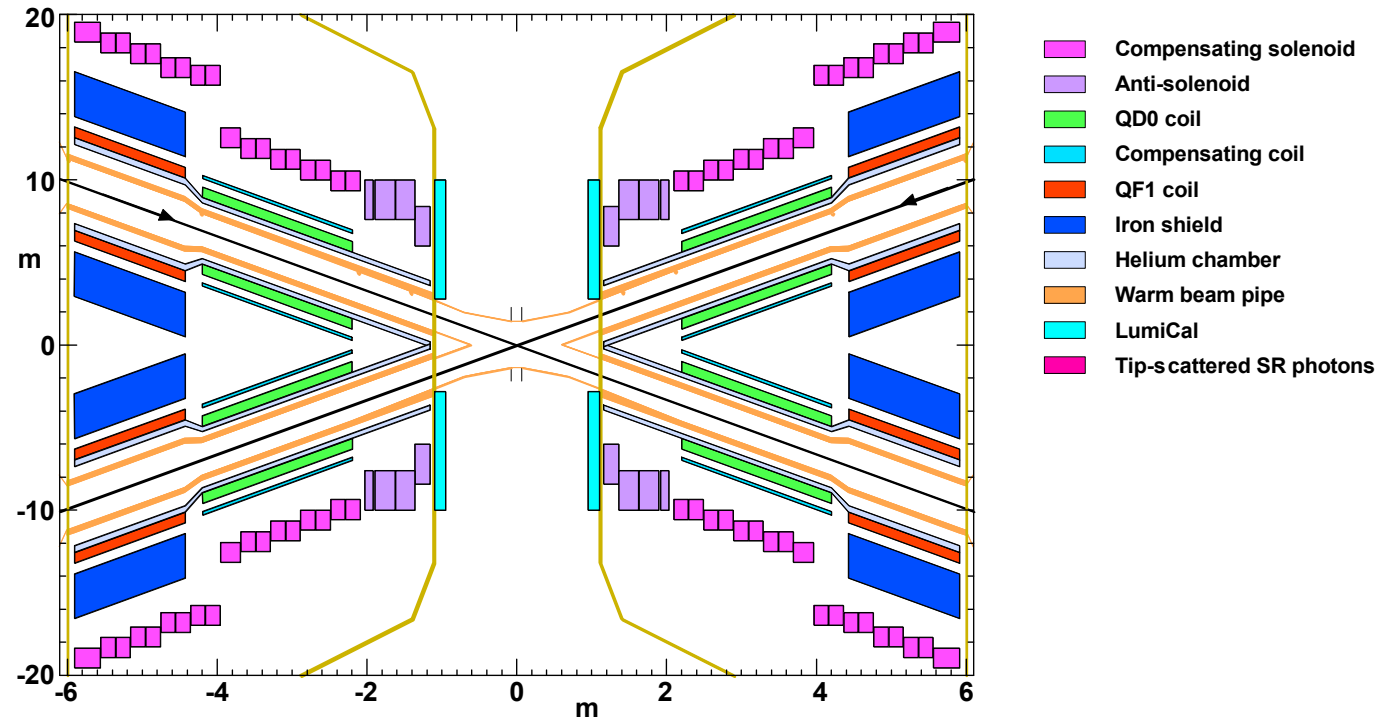 20
10
m
0
-10
-20
-6
-4
-2
0
2
4
6
m
Compensating solenoid
Anti-solenoid
QD0 coil
Compensating coil
QF1 coil
Iron shield
Helium chamber
Warm beam pipe
LumiCal
Tip-scattered SR photons